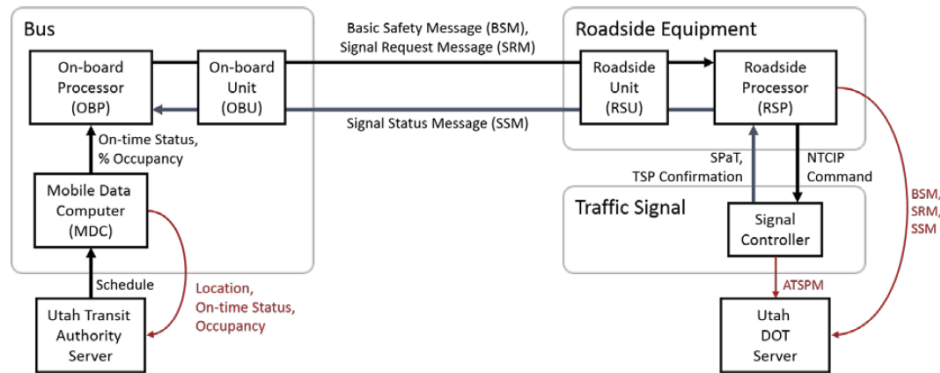 Bus
Basic Safety Message (BSM),
Signal Request Message (SRM)
Roadside Equipment
On-board
Processor
(OBP)
On-board
Unit
(OBU)
Roadside
Unit
(RSU)
Roadside
Processor
(RSP)
Signal Status Message (SSM)
On-time Status,
% Occupancy
SPaT,
TSP Confirmation
NTCIP
Command
Mobile Data
Computer
(MDC)
Traffic Signal
Signal
Controller
BSM,
SRM,
SSM
Schedule
Location,
On-time Status,
Occupancy
ATSPM
Utah Transit
Authority
Server
Utah
DOT
Server